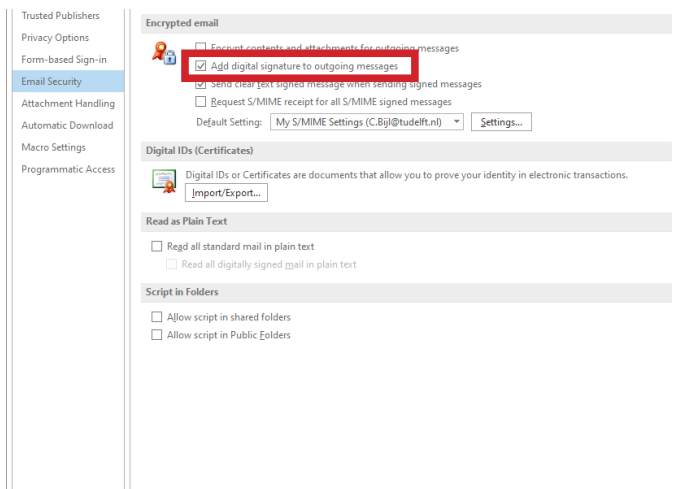 Trusted Publishers
Privacy Options
Form-based Sign-in
Email Security
Attachment Handling
Automatic Download
Macro Settings
Programmatic Access
Encrypted email
Encrypt contents and attachments for outgoing messages
Add digital signature to outgoing messages
Send clear text signed message when sending signed messages
Request S/MIME receipt for all S/MIME signed messages
Default Setting: My S/MIME Settings (C.Bijl@tudelft.nl) Settings...
Digital IDs (Certificates)
Digital IDs or Certificates are documents that allow you to prove your identity in electronic transactions.
Import/Export...
Read as Plain Text
Read all standard mail in plain text
Read all digitally signed mail in plain text
Script in Folders
Allow script in shared folders
Allow script in Public Folders